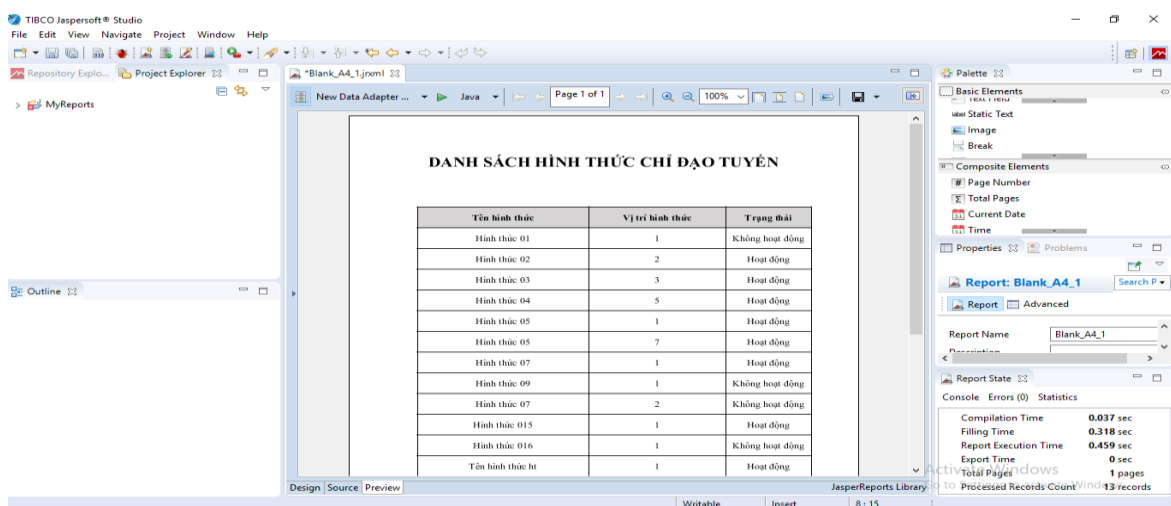 TIBCO Jaspersoft® Studio
File Edit View Navigate Project Window Help
Repository Explo... Project Explorer
MyReports
Outline
*Blank_A4_1.jrxml
New Data Adapter ... Java Page 1 of 1 100%
DANH SÁCH HÌNH THỨC CHỈ ĐẠO TUYẾN
Tên hình thức Vị trí hình thức Trạng thái
Hình thức 01 1 Không hoạt động
Hình thức 02 2 Hoạt động
Hình thức 03 3 Hoạt động
Hình thức 04 5 Hoạt động
Hình thức 05 1 Hoạt động
Hình thức 05 7 Hoạt động
Hình thức 07 1 Hoạt động
Hình thức 09 1 Không hoạt động
Hình thức 07 2 Không hoạt động
Hình thức 015 1 Hoạt động
Hình thức 016 1 Không hoạt động
Tên hình thức ht 1 Hoạt động
Design Source Preview JasperReports Library
Palette
Basic Elements
Text Field
label Static Text
Image
Break
Composite Elements
# Page Number
Σ Total Pages
Current Date
Time
Properties Problems
Report: Blank_A4_1 Search P
Report Advanced
Report Name Blank_A4_1
Description
Report State
Console Errors (0) Statistics
Compilation Time 0.037 sec
Filling Time 0.318 sec
Report Execution Time 0.459 sec
Export Time 0 sec
Total Pages 1 pages
Processed Records Count 13 records
Activate Windows
Writable Insert 8 : 15